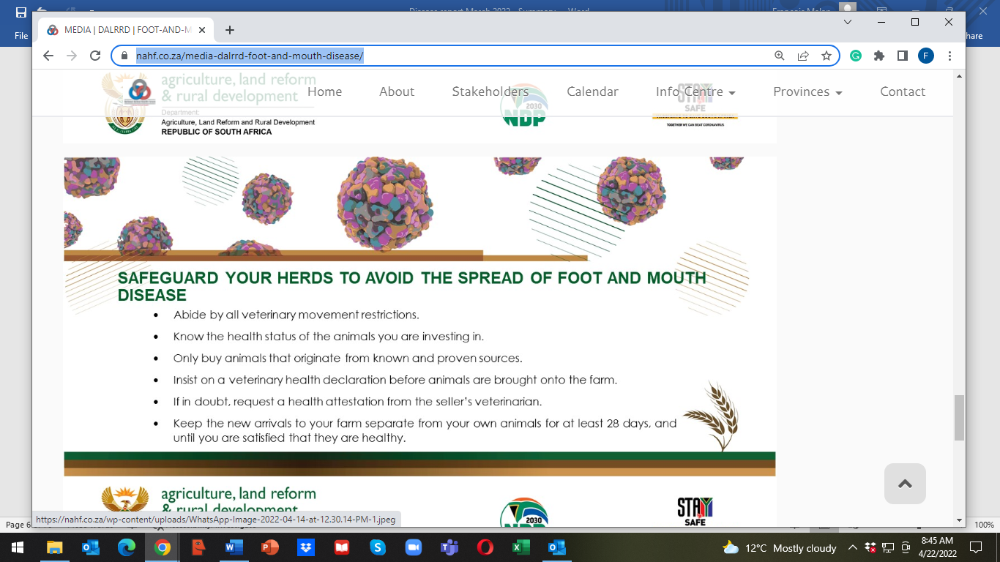 Disease report March 2022 - Summary - Word
Francois Malan
File
MEDIA | DALRRD | FOOT-AND-M
nahf.co.za/media-dalrrd-foot-and-mouth-disease/
F
agriculture, land reform
& rural development
Department:
Agriculture, Land Reform and Rural Development
REPUBLIC OF SOUTH AFRICA
Home About Stakeholders Calendar Info Centre Provinces Contact
2030
NDP
STAY
SAFE
TOGETHER WE CAN BEAT CORONAVIRUS
SAFEGUARD YOUR HERDS TO AVOID THE SPREAD OF FOOT AND MOUTH
DISEASE
• Abide by all veterinary movement restrictions.
• Know the health status of the animals you are investing in.
• Only buy animals that originate from known and proven sources.
• Insist on a veterinary health declaration before animals are brought onto the farm.
• If in doubt, request a health attestation from the seller's veterinarian.
• Keep the new arrivals to your farm separate from your own animals for at least 28 days, and
until you are satisfied that they are healthy.
agriculture, land reform
& rural development
2030
NDP
STAY
SAFE
https://nahf.co.za/wp-content/uploads/WhatsApp-Image-2022-04-14-at-12.30.14-PM-1.jpeg
100%
12°C Mostly cloudy
8:45 AM
4/22/2022